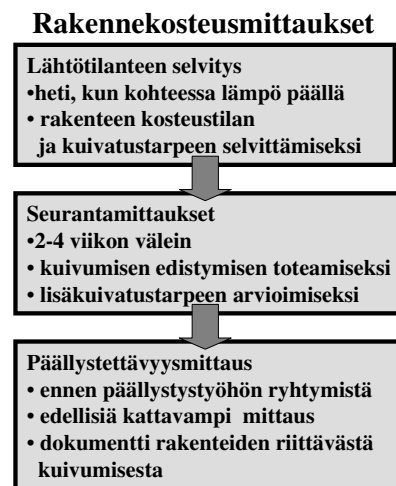 Rakennekosteusmittaukset
Lähtötilanteen selvitys
•heti, kun kohteessa lämpö päällä
• rakenteen kosteustilan
ja kuivatustarpeen selvittämiseksi
Seurantamittaukset
•2-4 viikon välein
• kuivumisen edistymisen toteamiseksi
• lisäkuivatustarpeen arvioimiseksi
Päällystettävyysmittaus
• ennen päällystystyöhön ryhtymistä
• edellisiä kattavampi mittaus
• dokumentti rakenteiden riittävästä
kuivumisesta